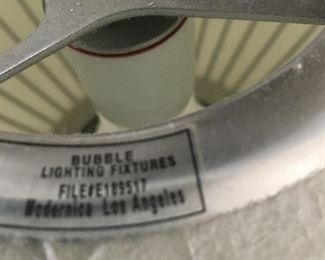 BUBBLE
LIGHTING FIXTURES
FILE#E189517
Modernica Los Angeles